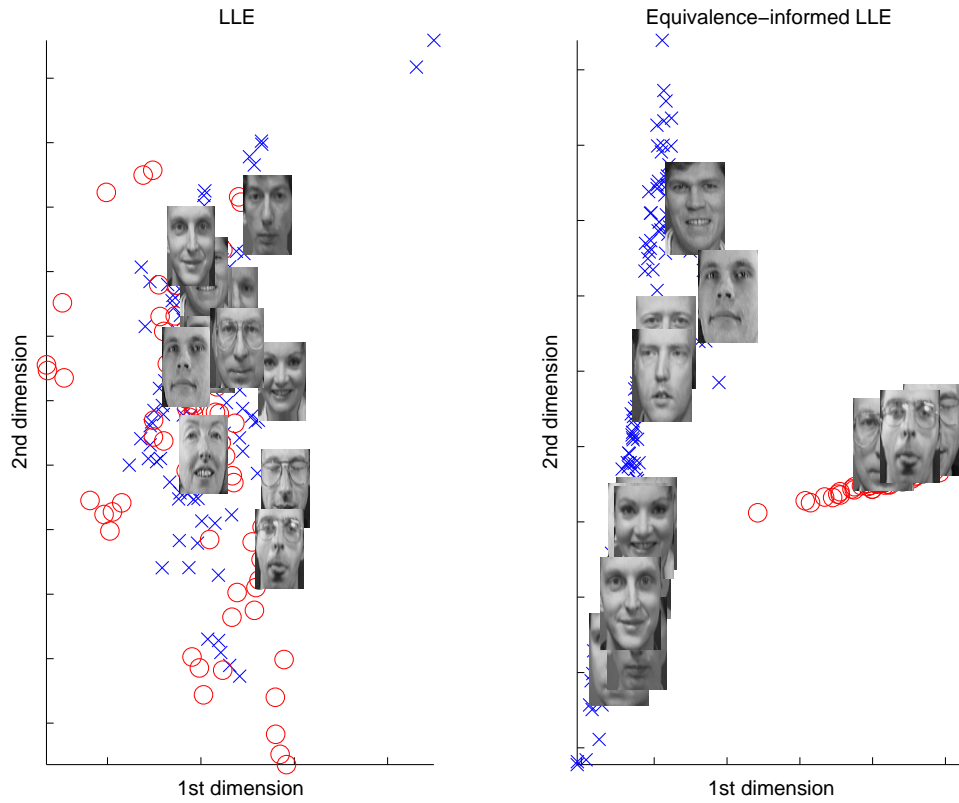 LLE
Equivalence−informed LLE
2nd dimension
2nd dimension
1st dimension
1st dimension